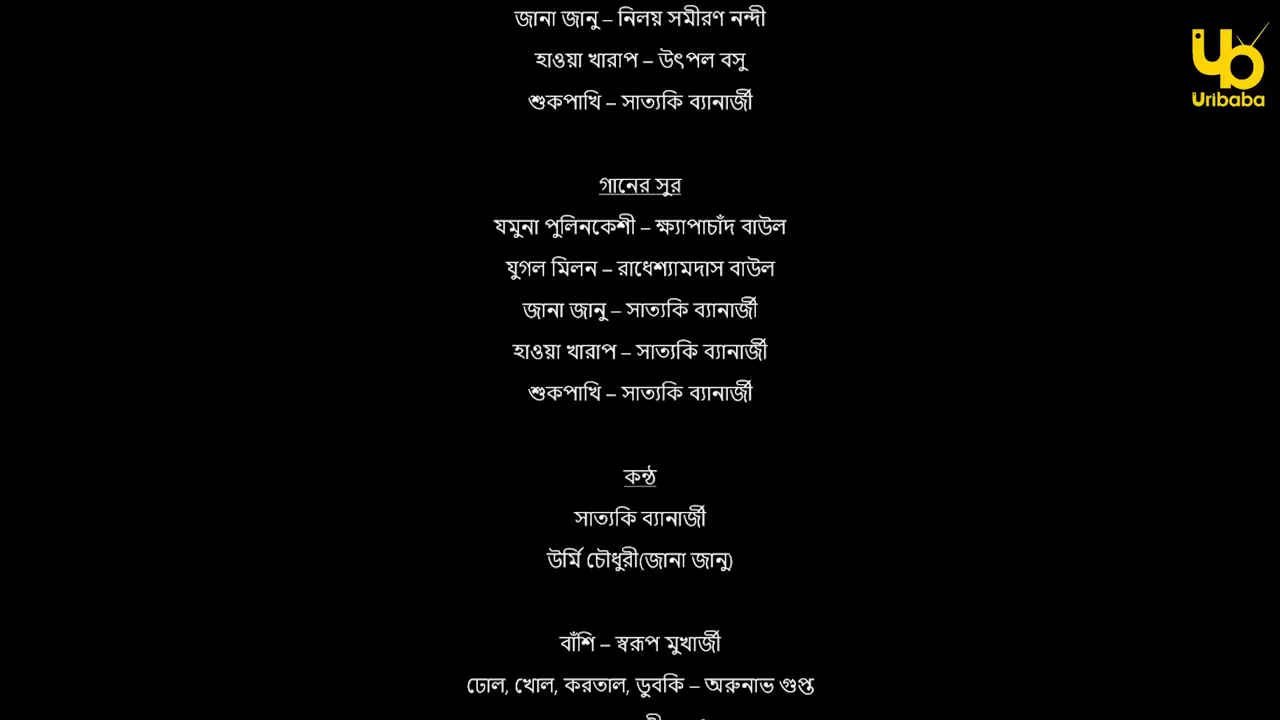 জানা জানু – নিলয় সমীরণ নন্দী
হাওয়া খারাপ – উৎপল বসু
শুকপাখি – সাত্যকি ব্যানার্জী
Uribaba
গানের সুর
যমুনা পুলিনকেশী – ক্ষ্যাপাচাঁদ বাউল
যুগল মিলন – রাধেশ্যামদাস বাউল
জানা জানু – সাত্যকি ব্যানার্জী
হাওয়া খারাপ – সাত্যকি ব্যানার্জী
শুকপাখি – সাত্যকি ব্যানার্জী
কন্ঠ
সাত্যকি ব্যানার্জী
উর্মি চৌধুরী(জানা জানু)
বাঁশি – স্বরূপ মুখার্জী
ঢোল, খোল, করতাল, ডুবকি – অরুনাভ গুপ্ত